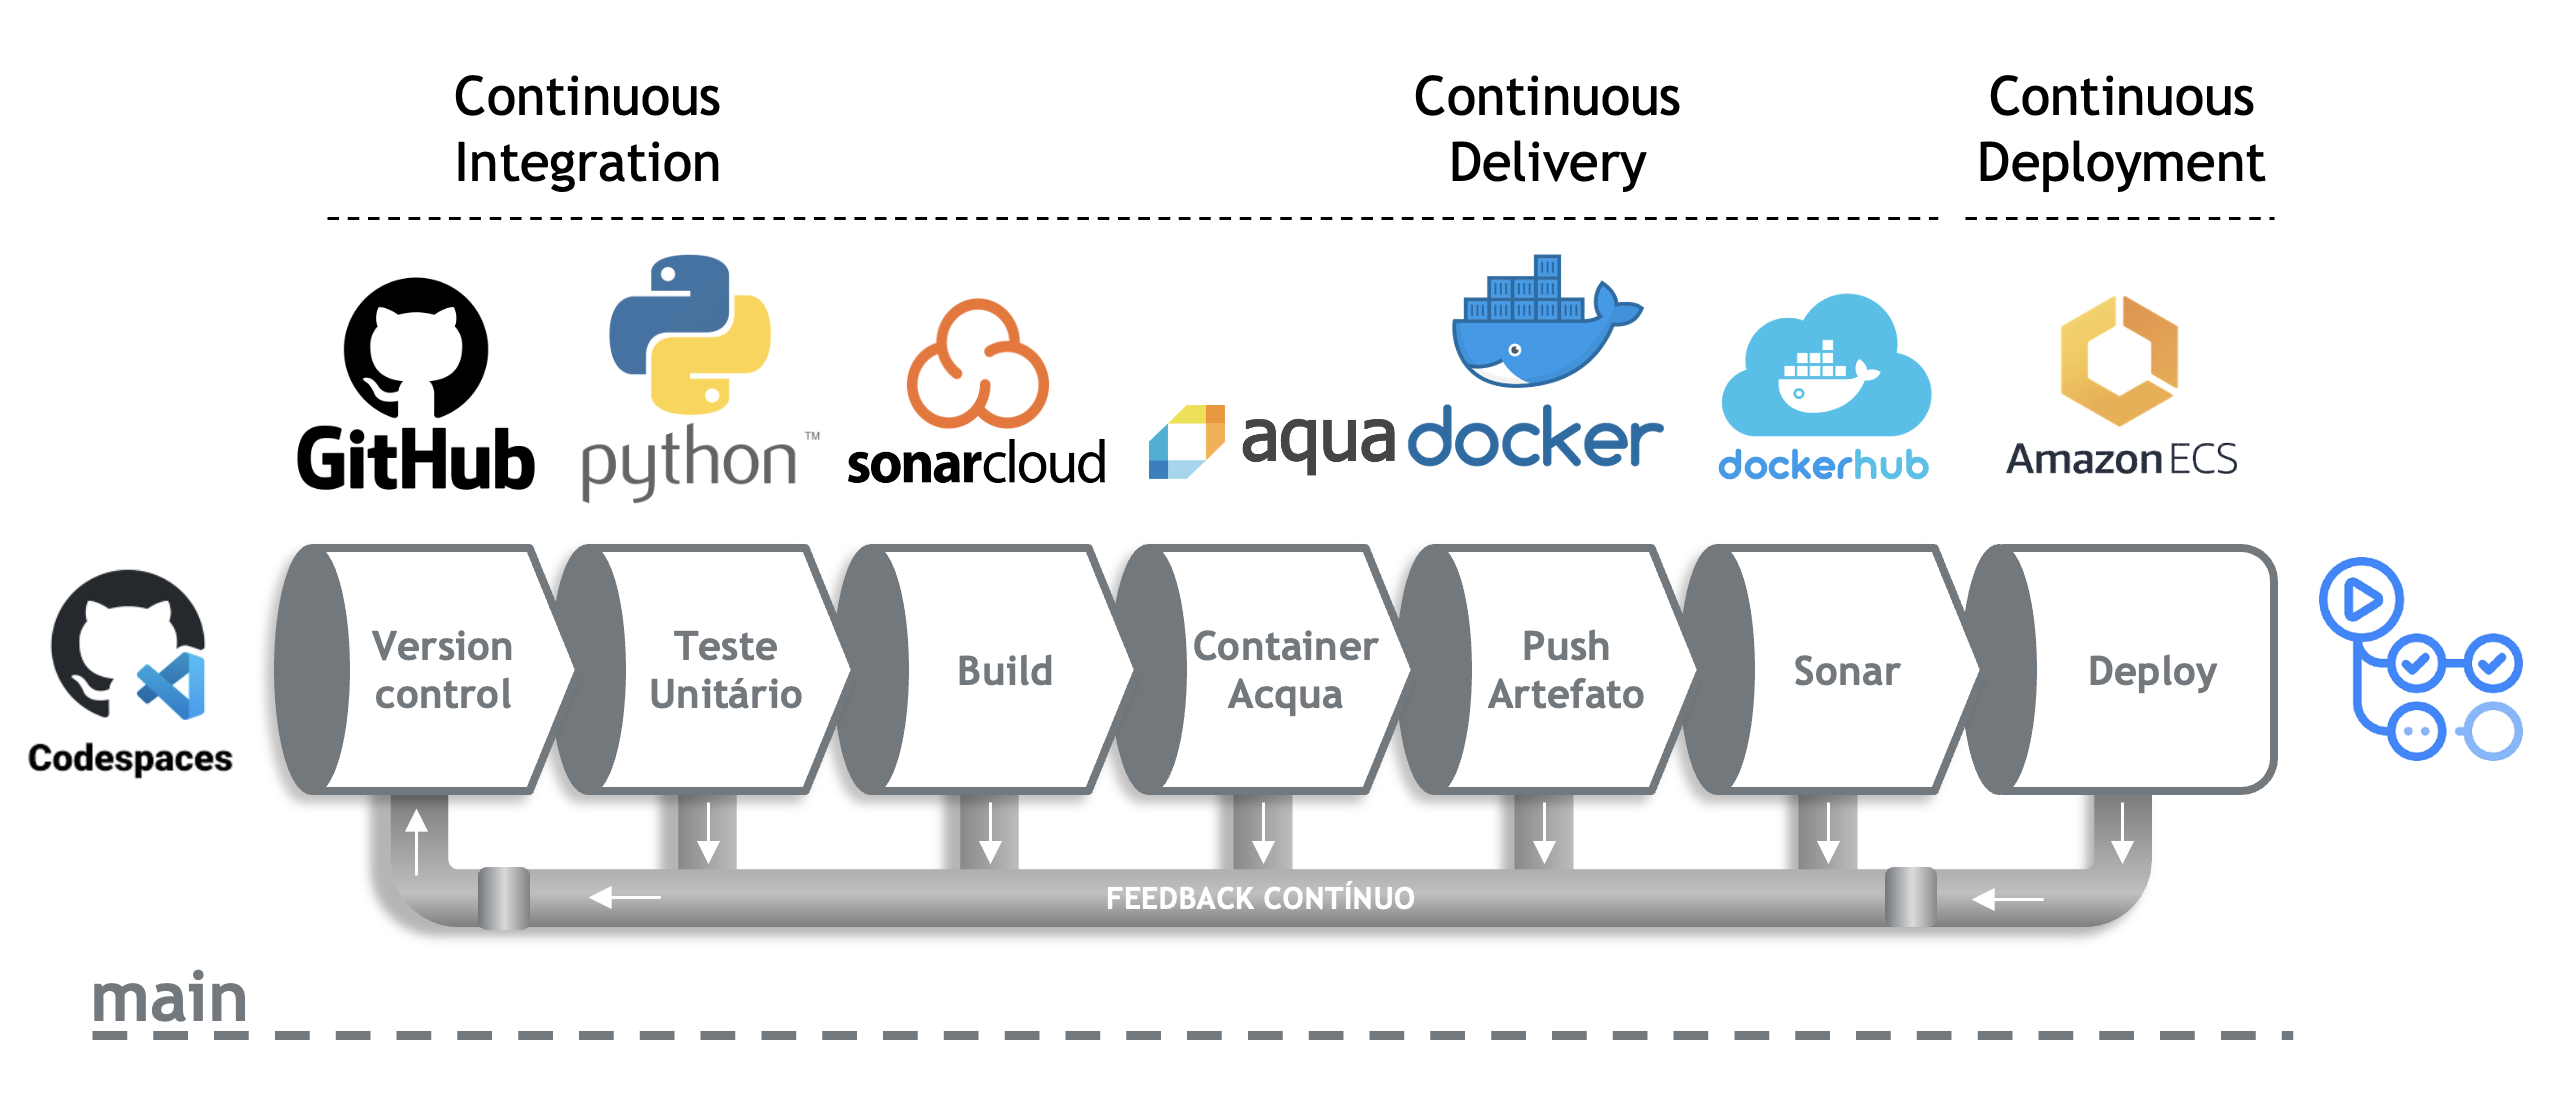 Continuous
Integration
Continuous
Delivery
Continuous
Deployment
GitHub
python™
sonarcloud
aqua
docker
dockerhub
Amazon ECS
Codespaces
Version
control
Teste
Unitário
Build
Container
Acqua
Push
Artefato
Sonar
Deploy
FEEDBACK CONTÍNUO
main